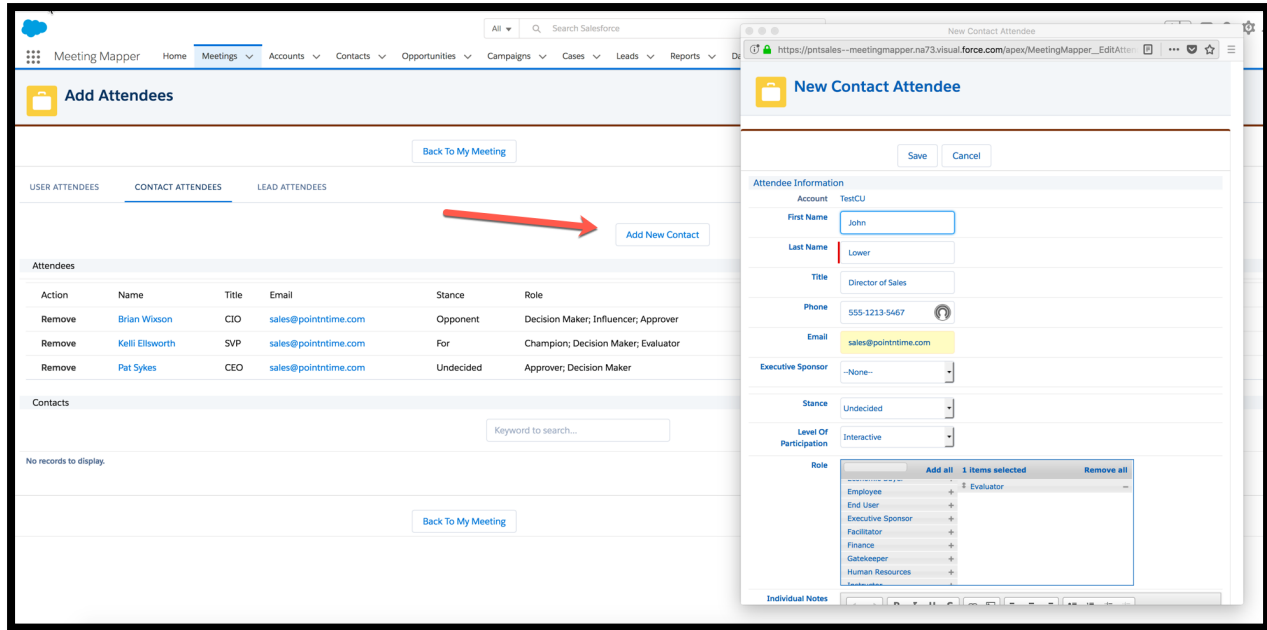 All
Search Salesforce
Meeting Mapper Home Meetings Accounts Contacts Opportunities Campaigns Cases Leads Reports
Add Attendees
Back To My Meeting
USER ATTENDEES CONTACT ATTENDEES LEAD ATTENDEES
Add New Contact
Attendees
Action Name Title Email Stance Role
Remove Brian Wixson CIO sales@pointntime.com Opponent Decision Maker; Influencer; Approver
Remove Kelli Ellsworth SVP sales@pointntime.com For Champion; Decision Maker; Evaluator
Remove Pat Sykes CEO sales@pointntime.com Undecided Approver; Decision Maker
Contacts
Keyword to search...
No records to display.
Back To My Meeting
New Contact Attendee
https://pntsales--meetingmapper.na73.visual.force.com/apex/MeetingMapper__EditAtten
New Contact Attendee
Save Cancel
Attendee Information
Account TestCU
First Name John
Last Name Lower
Title Director of Sales
Phone 555-1213-5467
Email sales@pointntime.com
Executive Sponsor --None--
Stance Undecided
Level Of
Participation Interactive
Role Add all 1 items selected Remove all
Employee Evaluator
End User
Executive Sponsor
Facilitator
Finance
Gatekeeper
Human Resources
Individual Notes